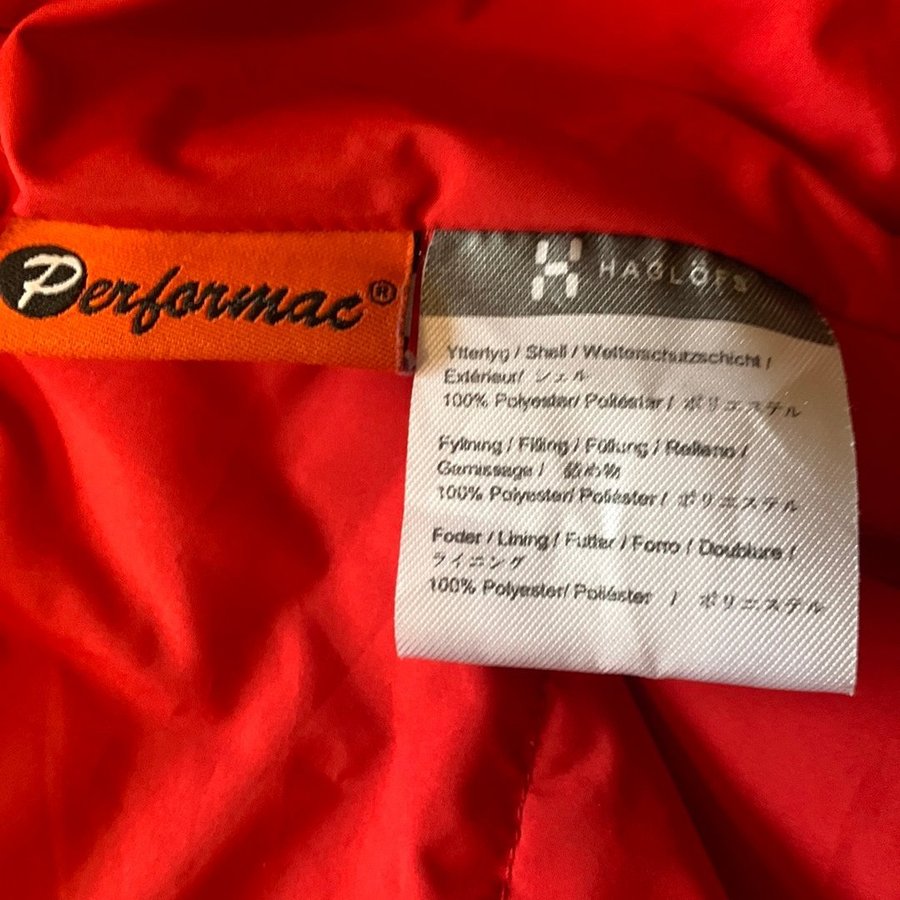 Performac®
HAGLÖFS
Yttertyg / Shell / Wetterschutzschicht /
Extérieur/ シェル
100% Polyester/ Poliéstar / ポリエステル
Fyllning / Filling / Füllung / Relleno /
Garnissage / 詰め物
100% Polyester/ Poliéster / ポリエステル
Foder / Lining / Futter / Forro / Doublure /
ライニング
100% Polyester/ Poliéster / ポリエステル